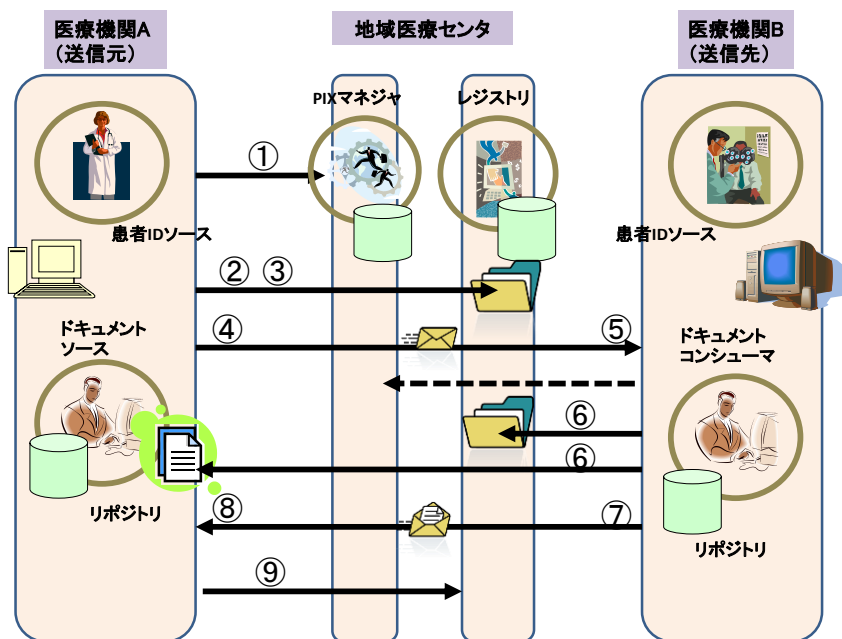 医療機関A
（送信元）
地域医療センタ
医療機関B
（送信先）
PIXマネジャ
レジストリ
①
患者IDソース
患者IDソース
② ③
④
⑤
ドキュメント
ソース
ドキュメント
コンシューマ
⑥
⑥
リポジトリ
⑧
⑦
リポジトリ
⑨